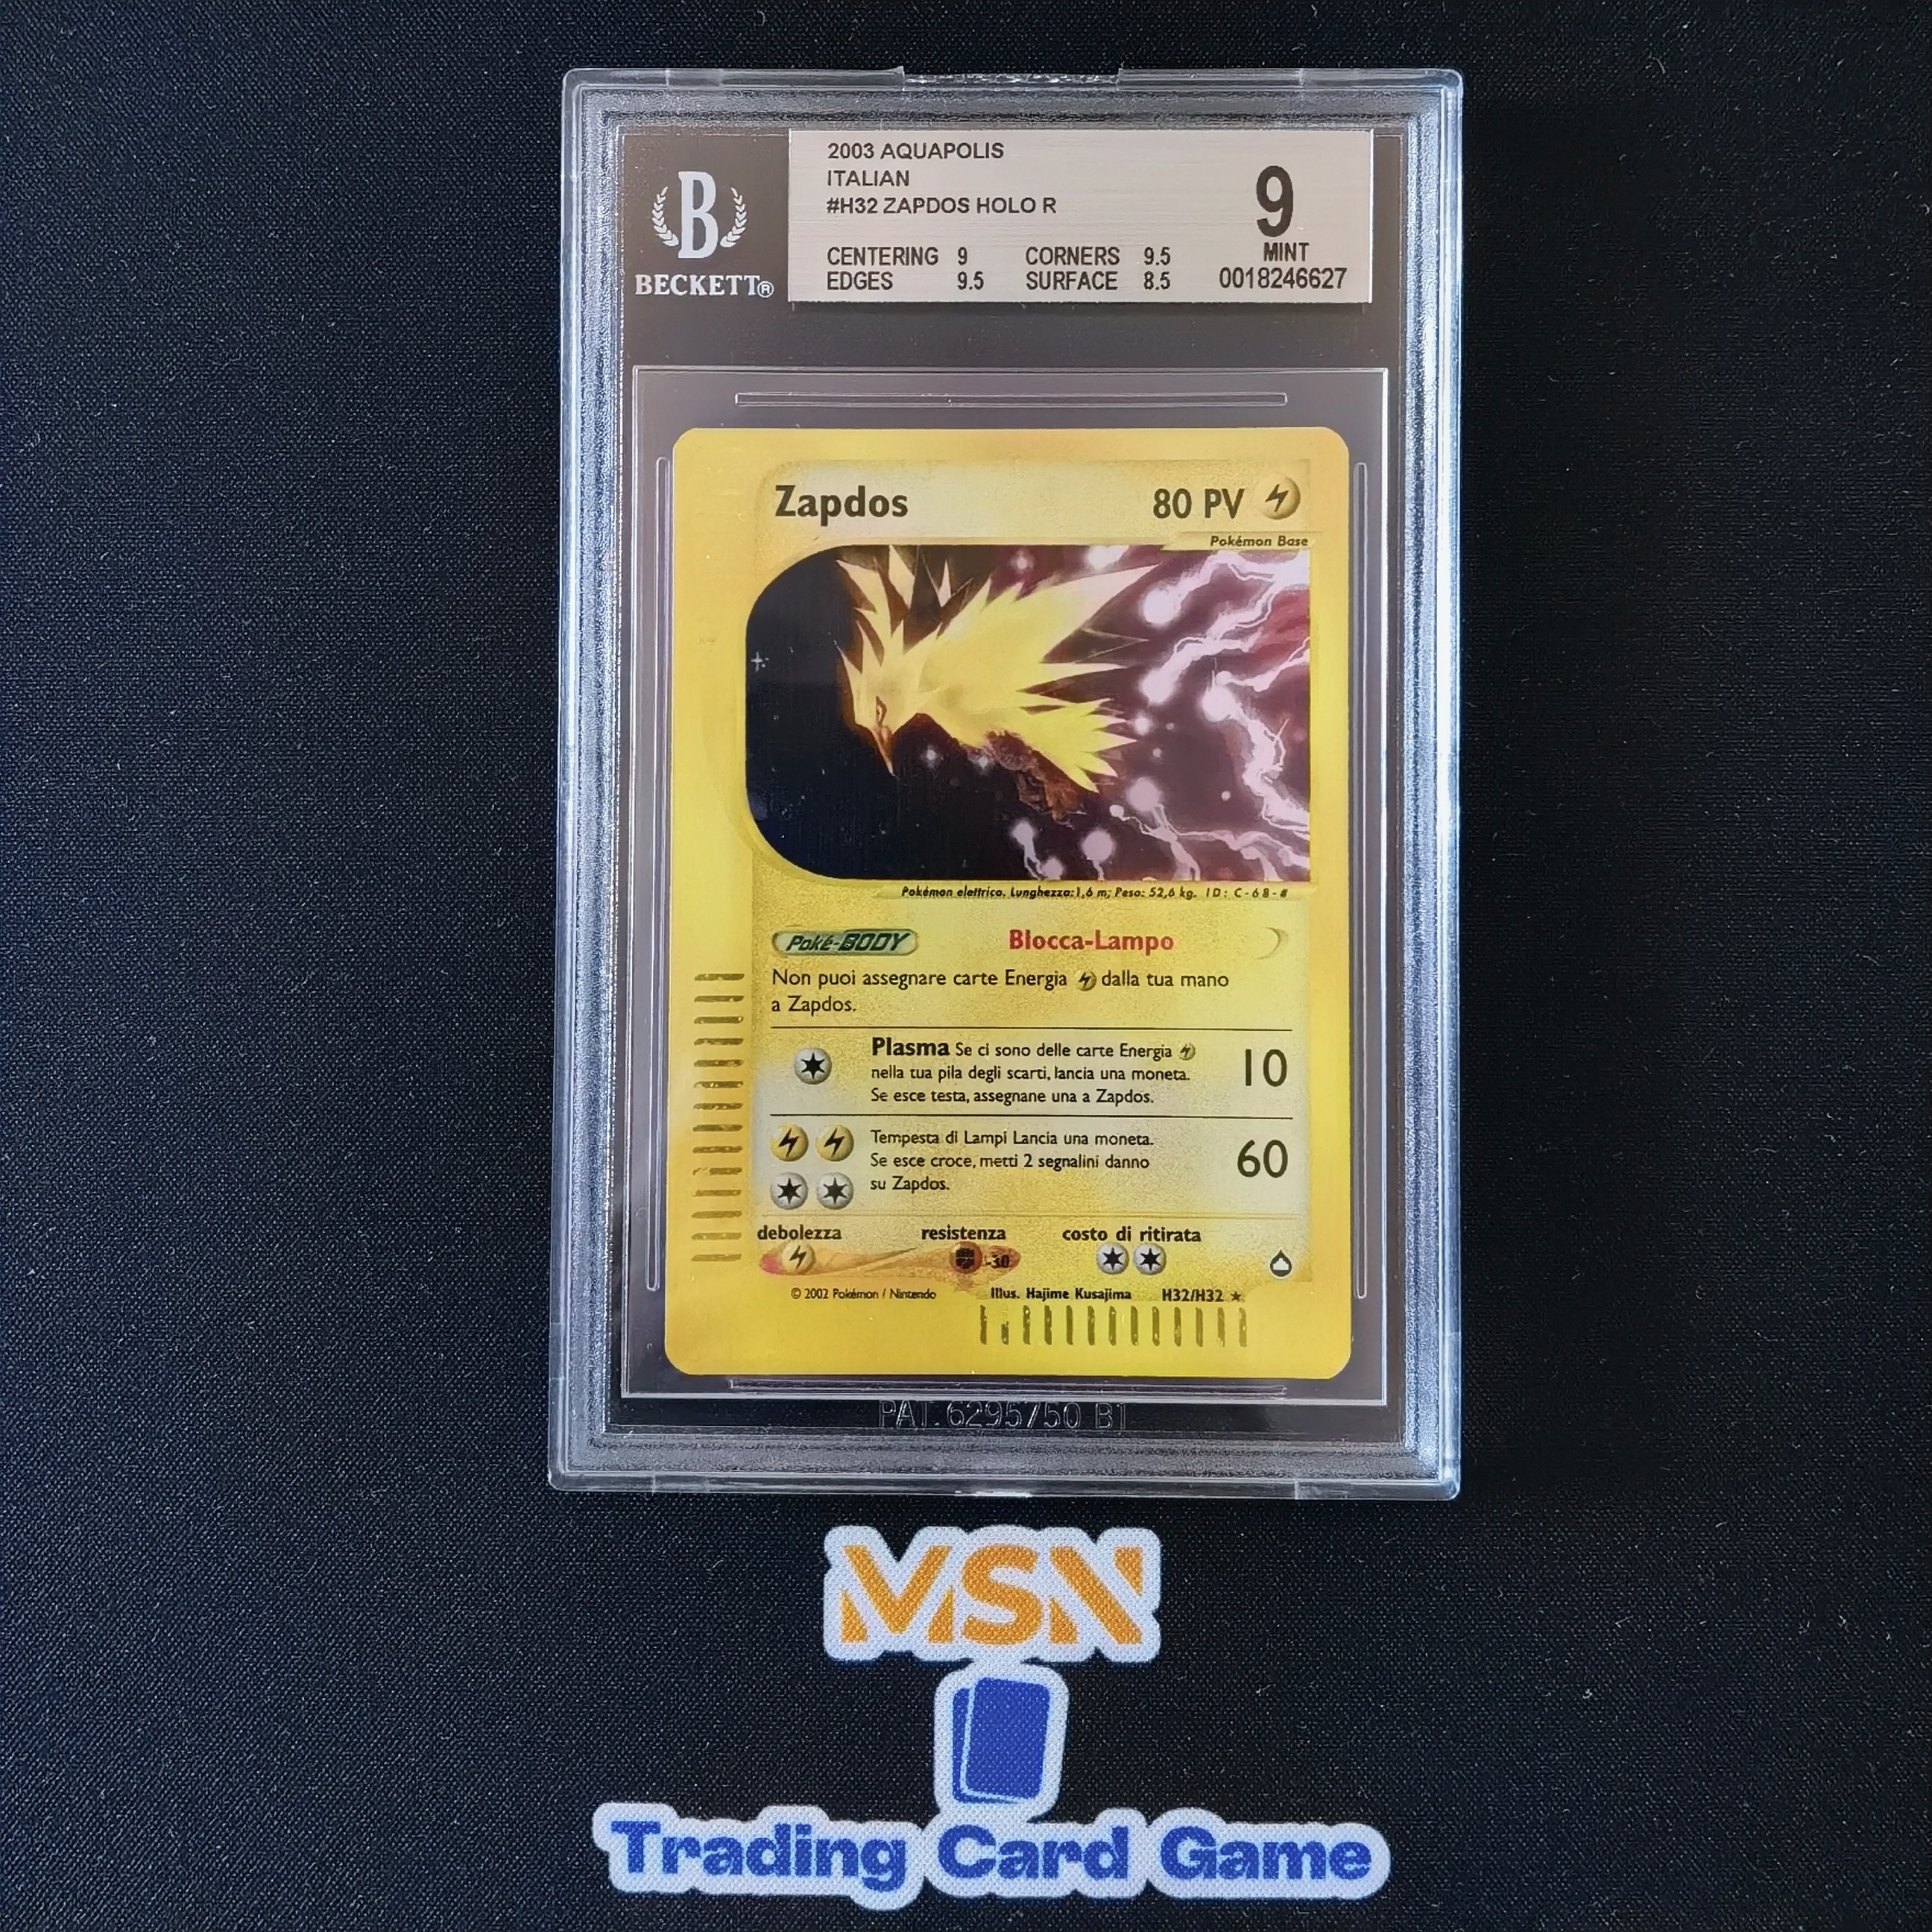 2003 AQUAPOLIS
ITALIAN
#H32 ZAPDOS HOLO R
9
MINT
CENTERING 9 CORNERS 9.5
EDGES 9.5 SURFACE 8.5
0018246627
B
BECKETT®
Zapdos 80 PV
Pokémon Base
Pokémon elettrico. Lunghezza:1,6 m; Peso: 52,6 kg. ID: C-68-#
Poké-BODY Blocca-Lampo
Non puoi assegnare carte Energia dalla tua mano
a Zapdos.
Plasma Se ci sono delle carte Energia
nella tua pila degli scarti, lancia una moneta.
Se esce testa, assegnane una a Zapdos.
10
Tempesta di Lampi Lancia una moneta.
Se esce croce, metti 2 segnalini danno
su Zapdos.
60
debolezza resistenza costo di ritirata
-30
© 2002 Pokémon / Nintendo Illus. Hajime Kusajima H32/H32 ★
PAT. 6295750 B1
MSN
Trading Card Game